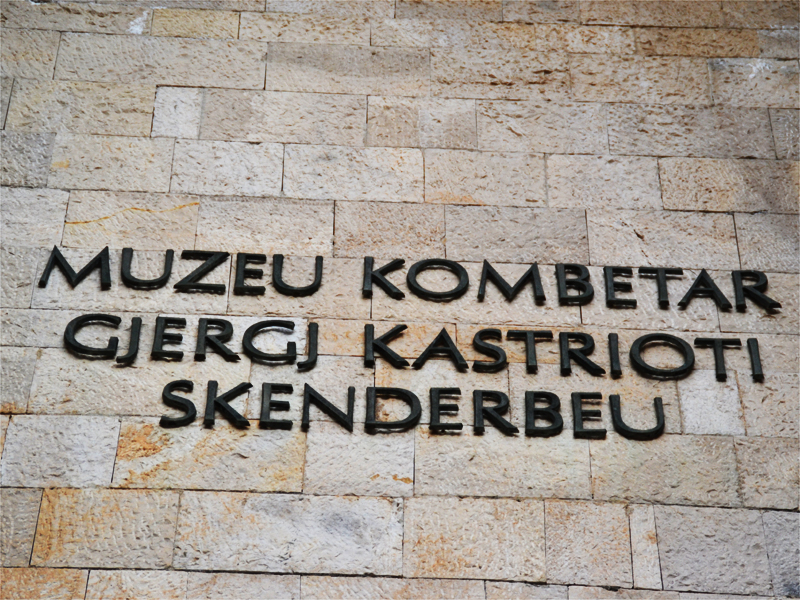 MUZEU KOMBETAR
GJERGJ KASTRIOTI
SKENDERBEU